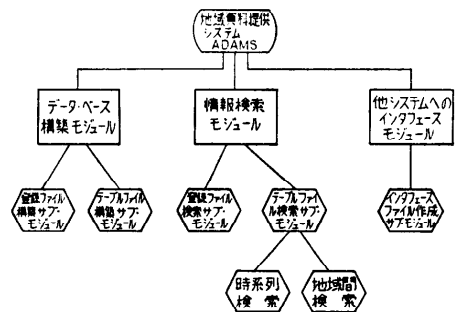 地域資料提供
システム
ADAMS
データ・ベース
構築モジュール
情報検索
モジュール
他システムへの
インタフェース
モジュール
登録ファイル
構築サブ・
モジュール
テーブルファイル
構築サブ・
モジュール
登録ファイル
検索サブ・
モジュール
テーブルファイ
ル検索サブ・
モジュール
インタフェース
ファイル作成
サブモジュール
時系列
検索
地域間
検索